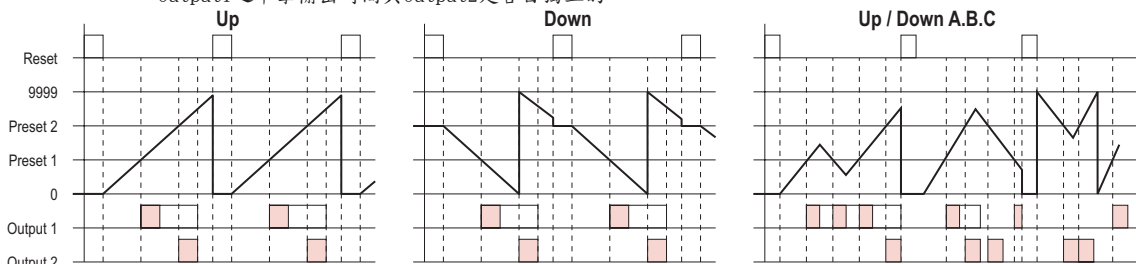 Up
Down
Up / Down A.B.C
Reset
9999
Preset 2
Preset 1
0
Output 1
Output 2